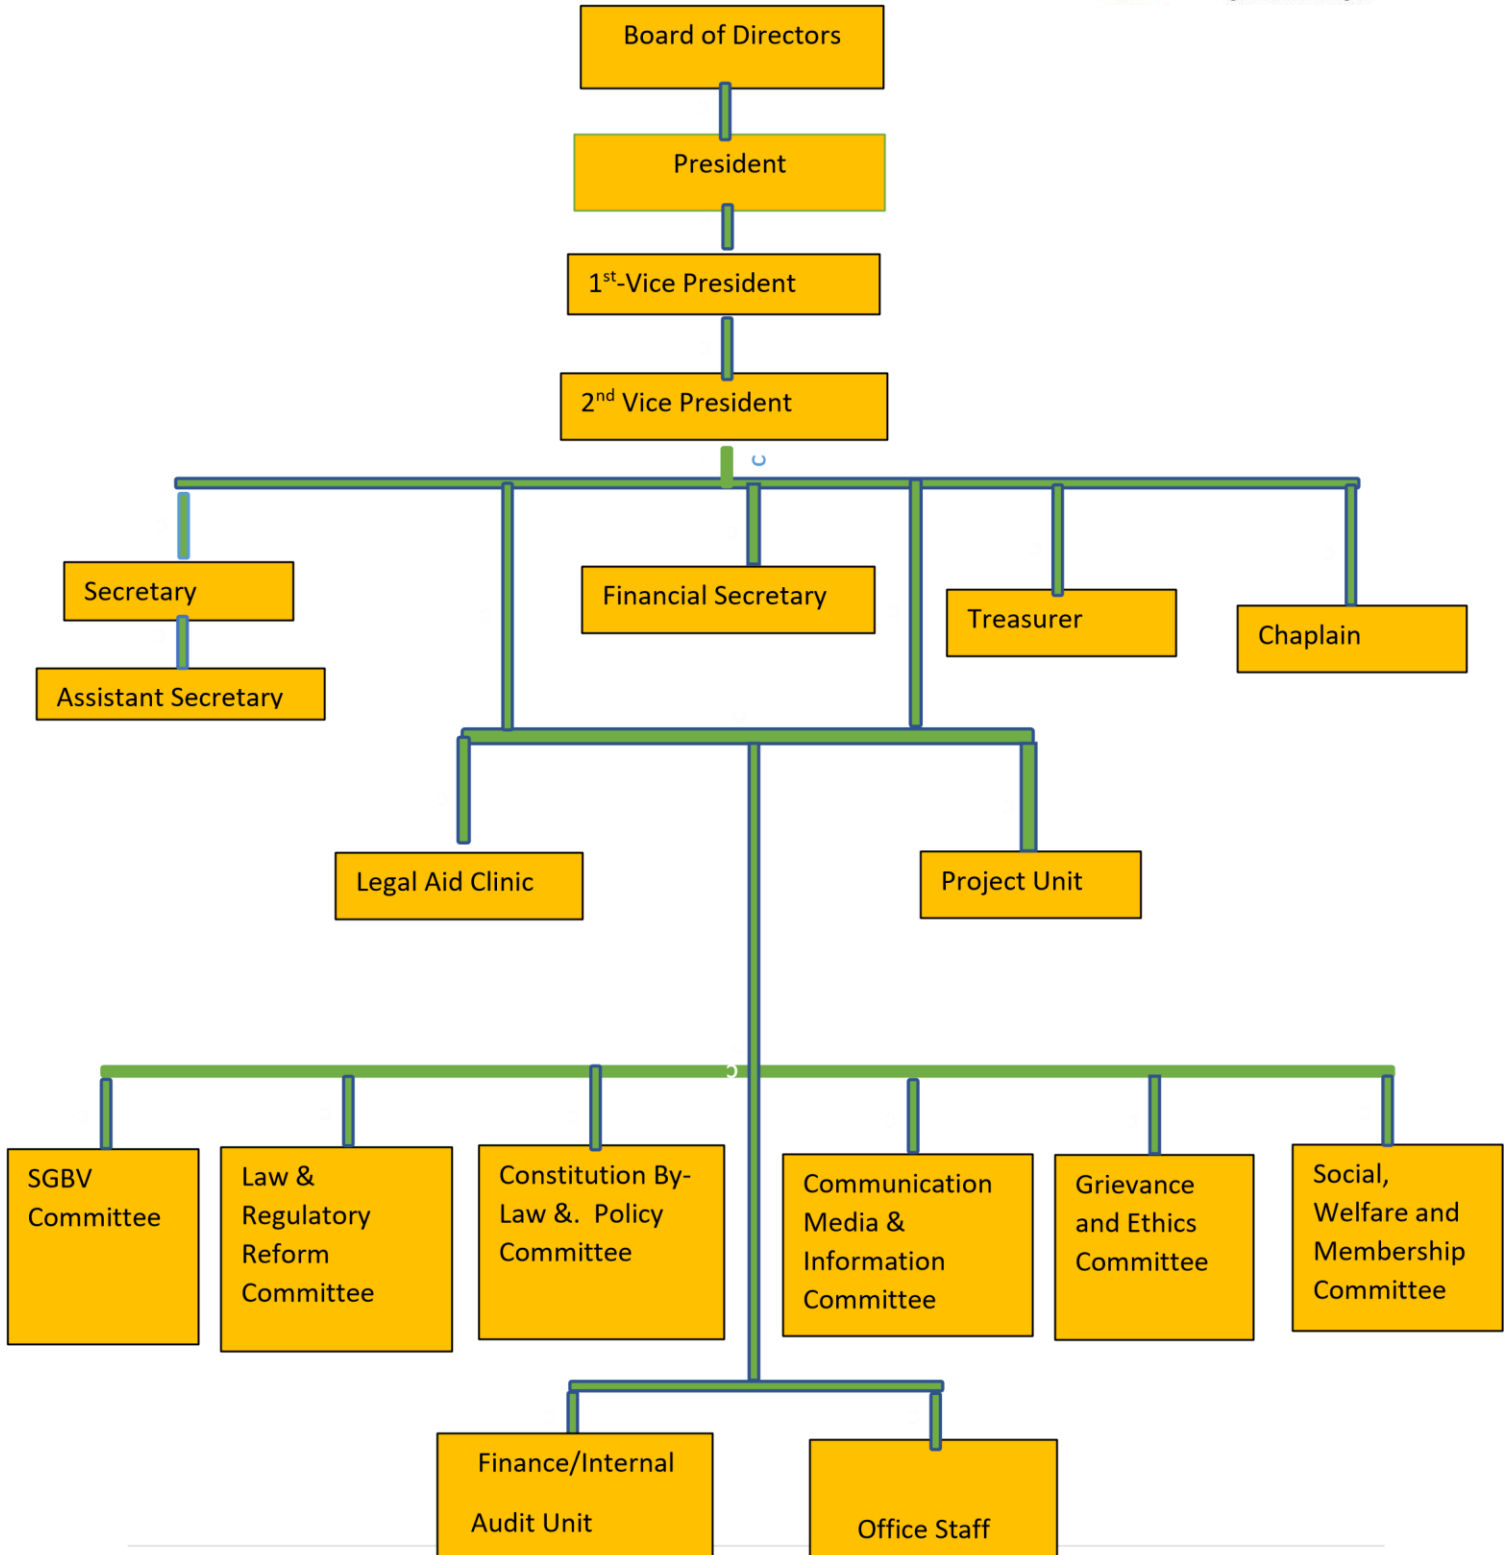 Board of Directors
President
1st-Vice President
2nd Vice President
Secretary
Financial Secretary
Treasurer
Chaplain
Assistant Secretary
Legal Aid Clinic
Project Unit
SGBV
Committee
Law &
Regulatory
Reform
Committee
Constitution By-
Law &. Policy
Committee
Communication
Media &
Information
Committee
Grievance
and Ethics
Committee
Social,
Welfare and
Membership
Committee
Finance/Internal
Audit Unit
Office Staff